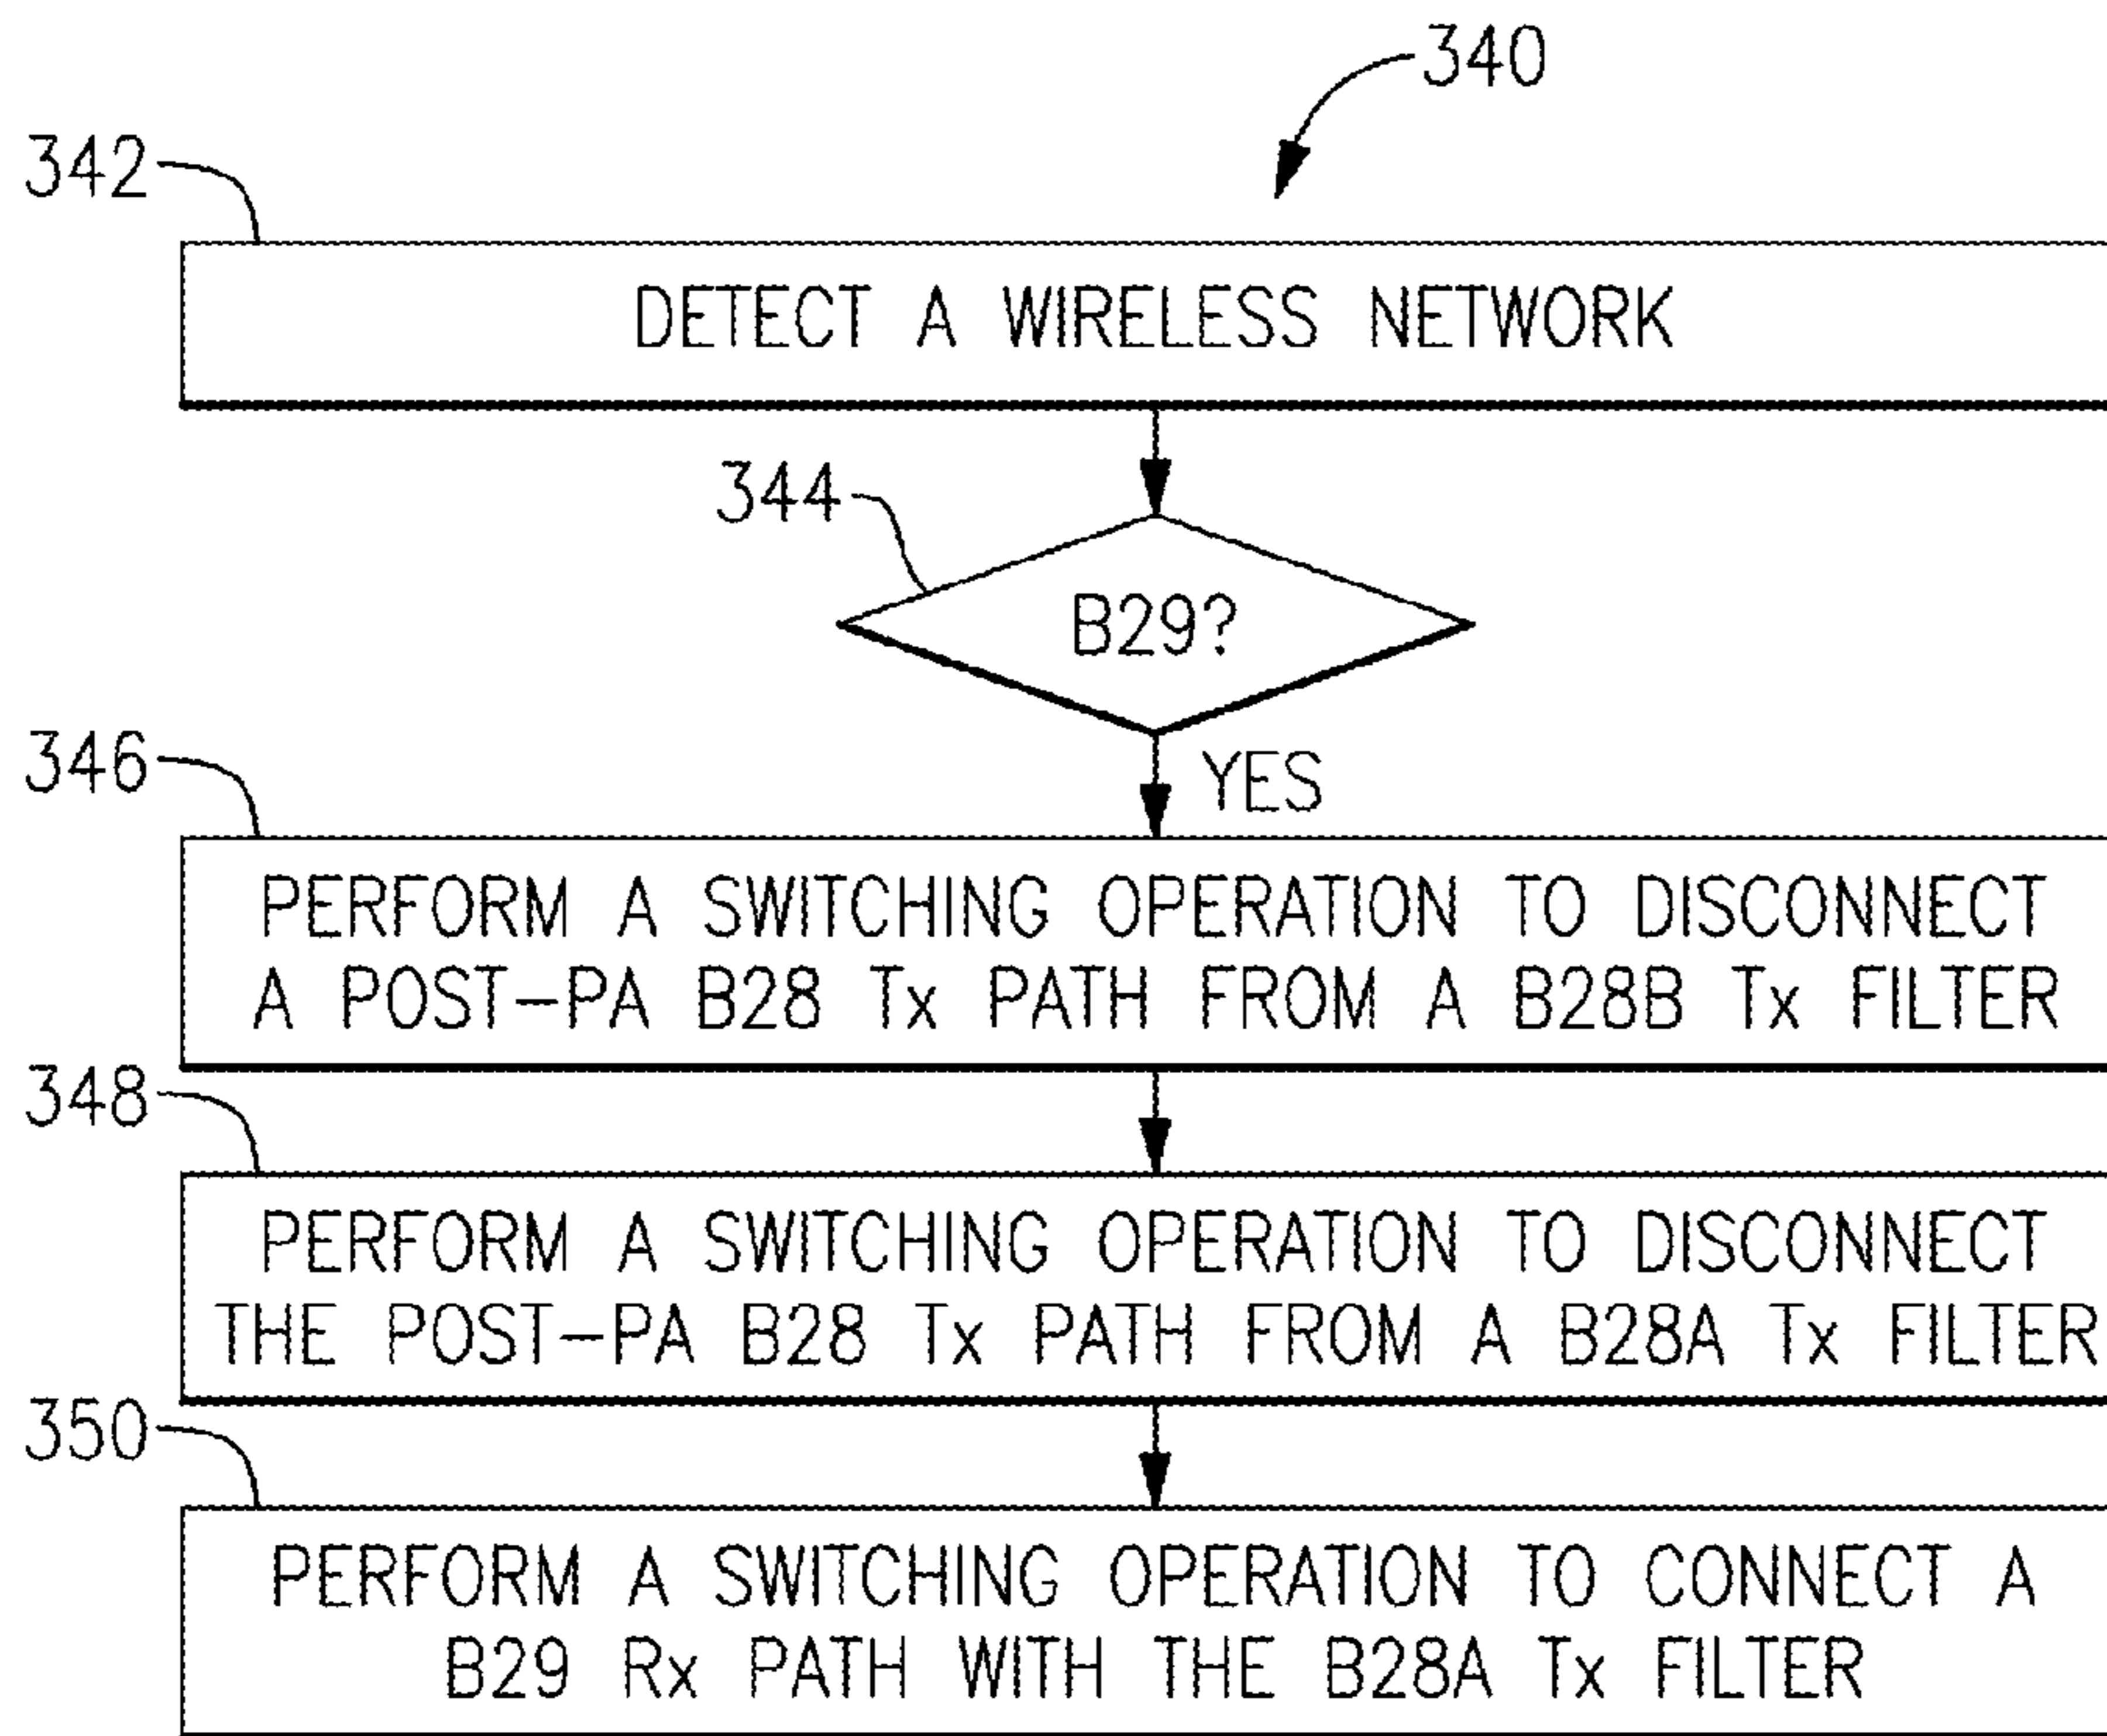 340
342
DETECT A WIRELESS NETWORK
344
B29?
YES
346
PERFORM A SWITCHING OPERATION TO DISCONNECT
A POST-PA B28 Tx PATH FROM A B28B Tx FILTER
348
PERFORM A SWITCHING OPERATION TO DISCONNECT
THE POST-PA B28 Tx PATH FROM A B28A Tx FILTER
350
PERFORM A SWITCHING OPERATION TO CONNECT A
B29 Rx PATH WITH THE B28A Tx FILTER